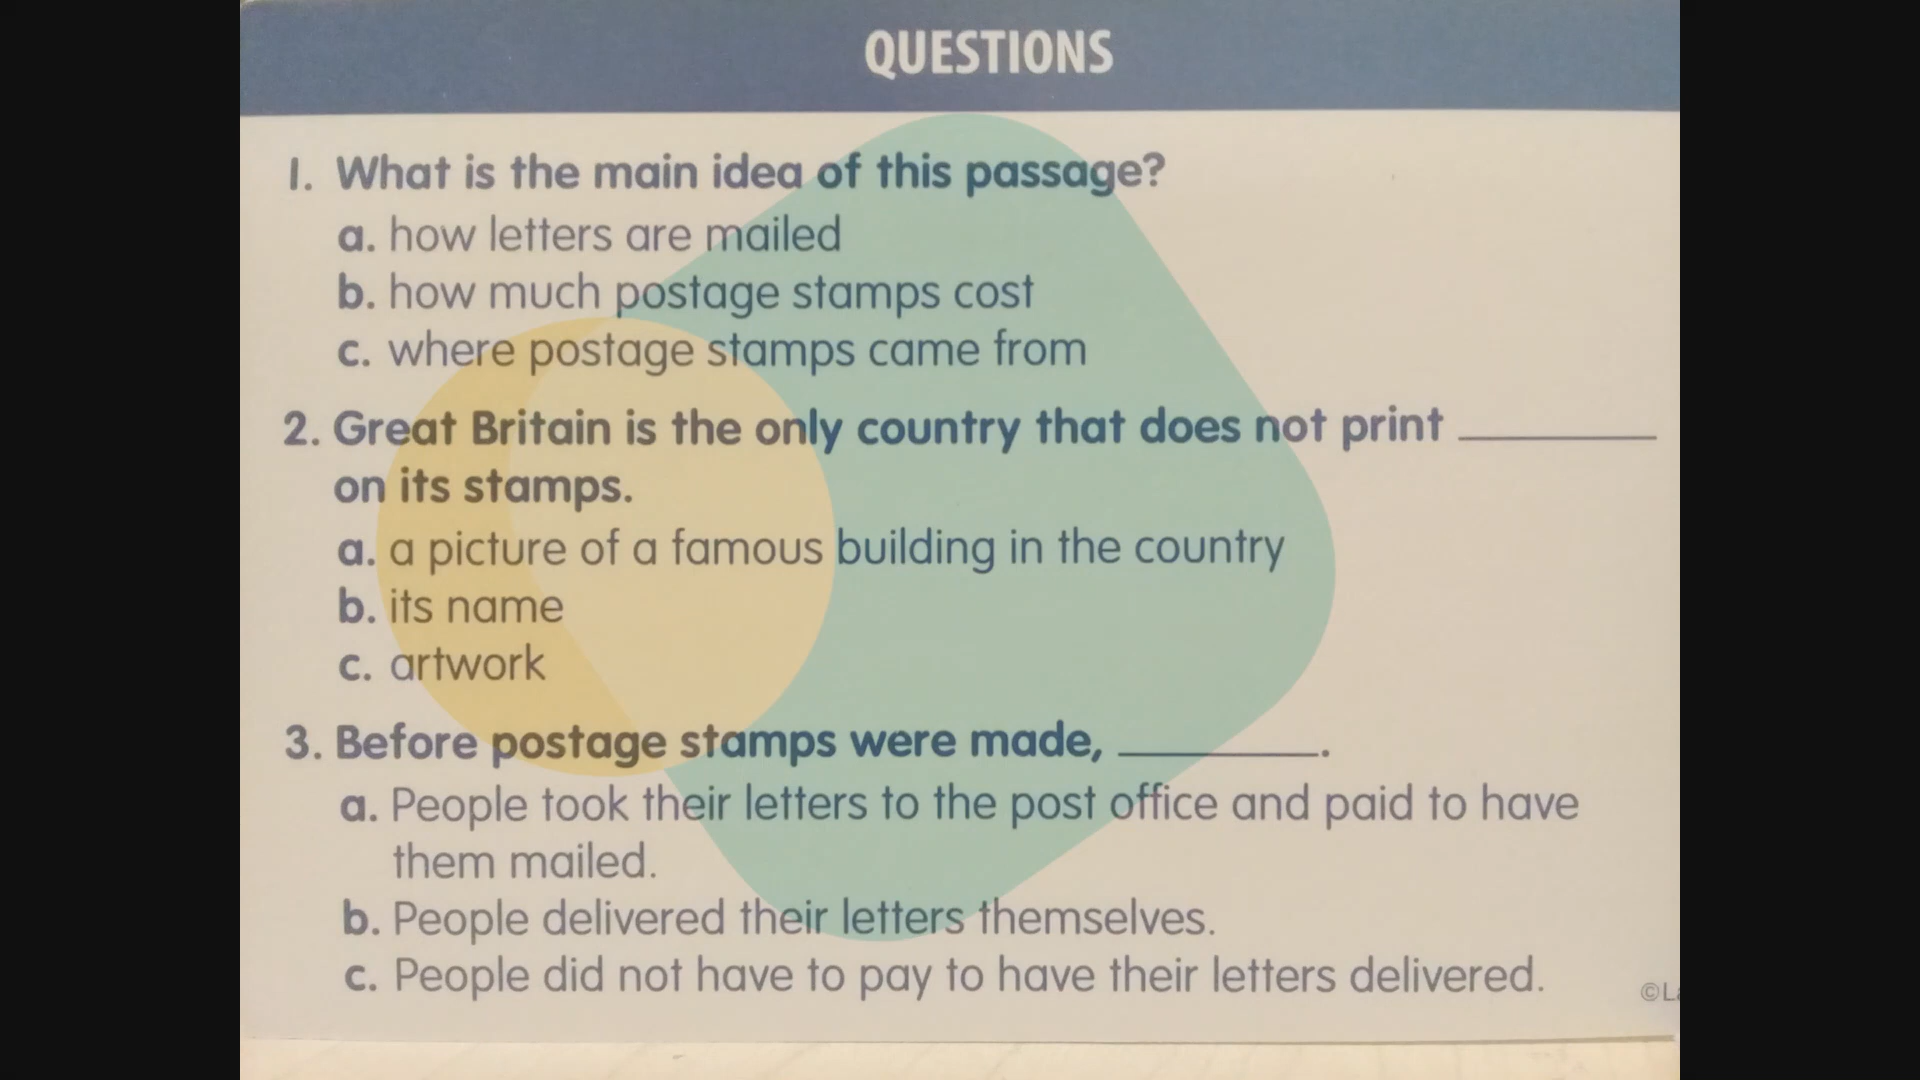 QUESTIONS
1. What is the main idea of this passage?
a. how letters are mailed
b. how much postage stamps cost
c. where postage stamps came from
2. Great Britain is the only country that does not print ________
on its stamps.
a. a picture of a famous building in the country
b. its name
c. artwork
3. Before postage stamps were made, ________.
a. People took their letters to the post office and paid to have
them mailed.
b. People delivered their letters themselves.
c. People did not have to pay to have their letters delivered.